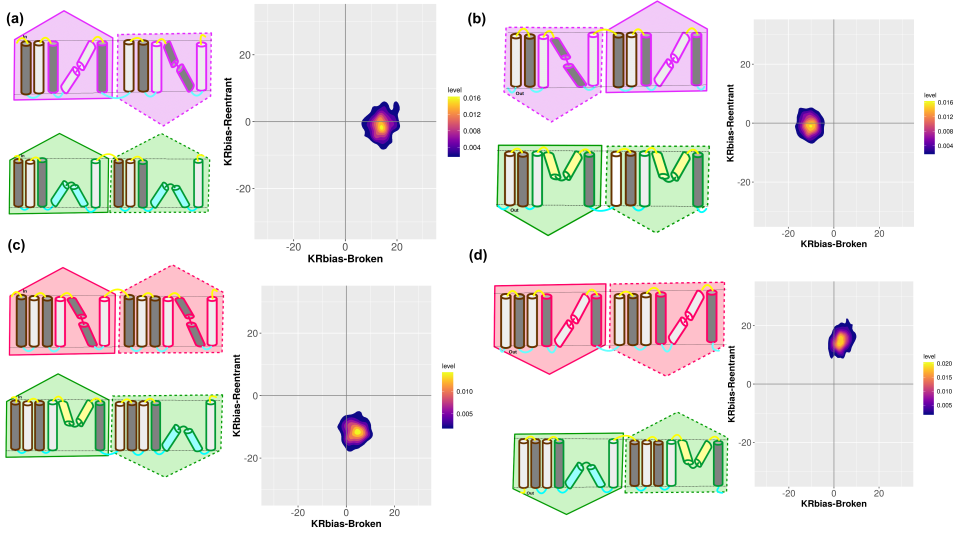 (a)
In
KRbias-Reentrant
20
0
-20
-20
0
20
KRbias-Broken
level
0.016
0.012
0.008
0.004
(b)
Out
Out
KRbias-Reentrant
20
0
-20
-20
0
20
KRbias-Broken
level
0.016
0.012
0.008
0.004
(c)
In
In
KRbias-Reentrant
20
0
-20
-20
0
20
KRbias-Broken
level
0.010
0.005
(d)
Out
Out
KRbias-Reentrant
20
0
-20
-20
0
20
KRbias-Broken
level
0.020
0.015
0.010
0.005